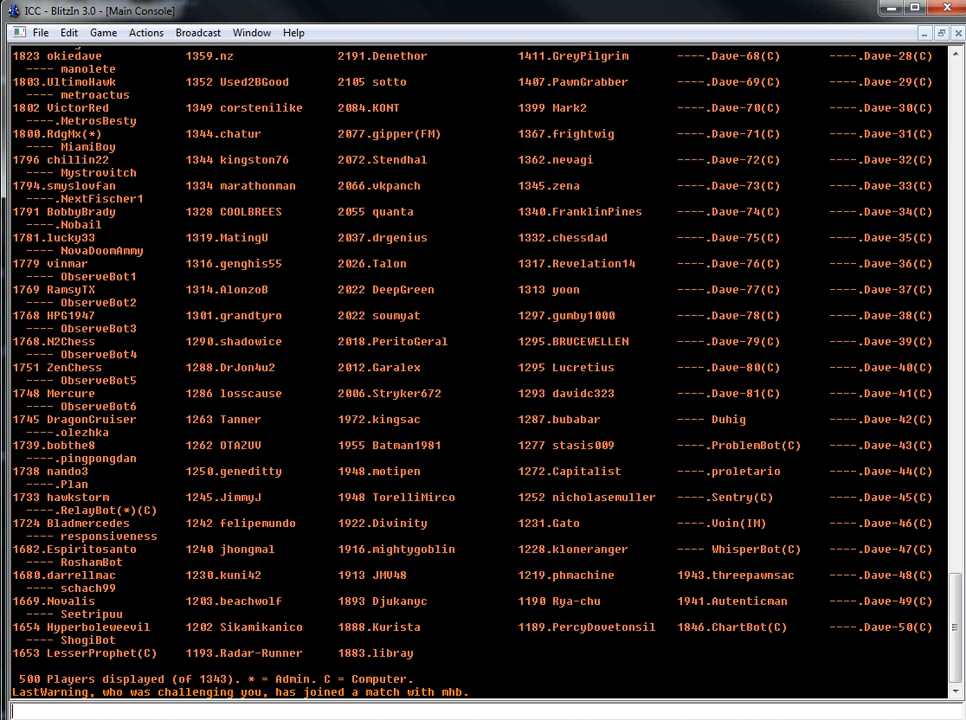 ICC - BlitzIn 3.0 - [Main Console]
File Edit Game Actions Broadcast Window Help
1823 okiedave 1359.nz 2191.Denethor 1411.GreyPilgrim ----.Dave-68(C) ----.Dave-28(C)
---- manolete
1803.UltimoHawk 1352 Used2BGood 2105 sotto 1407.PawnGrabber ----.Dave-69(C) ----.Dave-29(C)
---- metroactus
1802 VictorRed 1349 corstenilike 2084.KONT 1399 Mark2 ----.Dave-70(C) ----.Dave-30(C)
----.MetrosBesty
1800.RdgMx(*) 1344.chatur 2077.gipper(FM) 1367.frightwig ----.Dave-71(C) ----.Dave-31(C)
---- MiamiBoy
1796 chillin22 1344 kingston76 2072.Stendhal 1362.nevagi ----.Dave-72(C) ----.Dave-32(C)
---- Mystrovitch
1794.smyslovfan 1334 marathonman 2066.vkpanch 1345.zena ----.Dave-73(C) ----.Dave-33(C)
----.NextFischer1
1791 BobbyBrady 1328 COOLBREES 2055 quanta 1340.FranklinPines ----.Dave-74(C) ----.Dave-34(C)
----.Nobail
1781.lucky33 1319.MatingU 2037.drgenius 1332.chessdad ----.Dave-75(C) ----.Dave-35(C)
---- NovaDoomAmmy
1779 vinmar 1316.genghis55 2026.Talon 1317.Revelation14 ----.Dave-76(C) ----.Dave-36(C)
---- ObserveBot1
1769 RamsyTX 1314.AlonzoB 2022 DeepGreen 1313 yoon ----.Dave-77(C) ----.Dave-37(C)
---- ObserveBot2
1768 HPG1947 1301.grandtyro 2022 soumyat 1297.gumby1000 ----.Dave-78(C) ----.Dave-38(C)
---- ObserveBot3
1768.N2Chess 1290.shadowice 2018.PeritoGeral 1295.BRUCEWELLEN ----.Dave-79(C) ----.Dave-39(C)
---- ObserveBot4
1751 ZenChess 1288.DrJon4u2 2012.Garalex 1295 Lucretius ----.Dave-80(C) ----.Dave-40(C)
---- ObserveBot5
1748 Mercure 1286 losscause 2006.Stryker672 1293 davidc323 ----.Dave-81(C) ----.Dave-41(C)
---- ObserveBot6
1745 DragonCruiser 1263 Tanner 1972.kingsac 1287.bubabar ---- Duhig ----.Dave-42(C)
----.olezhka
1739.bobthe8 1262 OTAZUV 1955 Batman1981 1277 stasis009 ----.ProblemBot(C) ----.Dave-43(C)
----.pingpongdan
1738 nando3 1250.geneditty 1948.motipen 1272.Capitalist ----.proletario ----.Dave-44(C)
----.Plan
1733 hawkstorm 1245.JimmyJ 1948 TorelliMirco 1252 nicholasemuller ----.Sentry(C) ----.Dave-45(C)
----.RelayBot(*)(C)
1724 Bladmercedes 1242 felipemundo 1922.Divinity 1231.Gato ----.Voin(IM) ----.Dave-46(C)
---- responsiveness
1682.Espiritosanto 1240 jhongmal 1916.mightygoblin 1228.kloneranger ---- WhisperBot(C) ----.Dave-47(C)
---- RoshamBot
1680.darrellmac 1230.kuni42 1913 JMV48 1219.phmachine 1943.threepawnsac ----.Dave-48(C)
---- schach99
1669.Novalis 1203.beachwolf 1893 Djukanyc 1190 Rya-chu 1941.Autenticman ----.Dave-49(C)
---- Seetripuu
1654 Hyperboleweevil 1202 Sikamikanico 1888.Kurista 1189.PercyDovetonsil 1846.ChartBot(C) ----.Dave-50(C)
---- ShogiBot
1653 LesserProphet(C) 1193.Radar-Runner 1883.libray
500 Players displayed (of 1343). * = Admin. C = Computer.
LastWarning, who was challenging you, has joined a match with mhb.